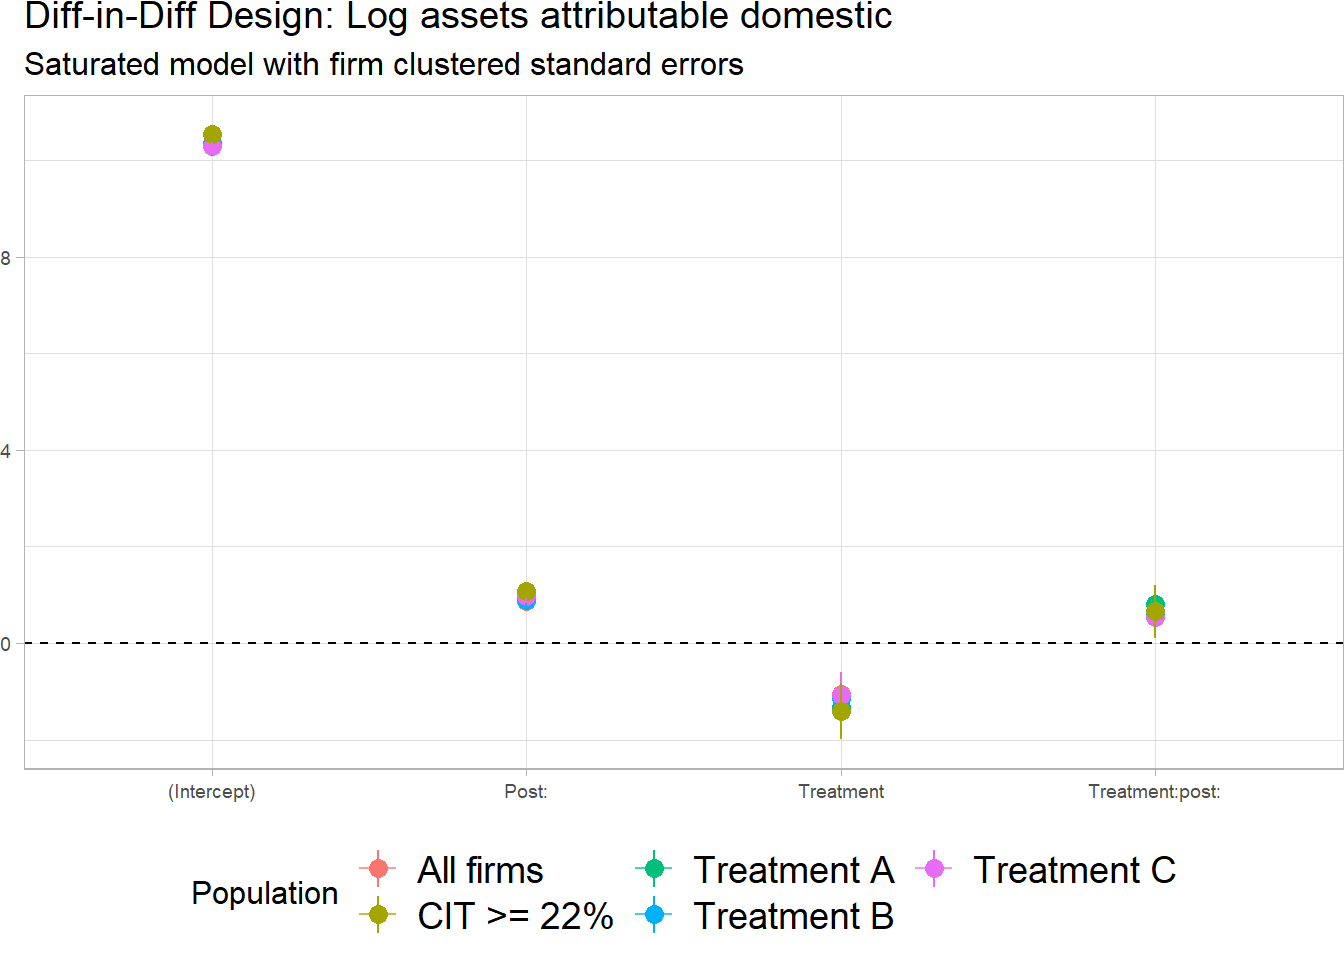 Diff-in-Diff Design: Log assets attributable domestic
Saturated model with firm clustered standard errors
8
4
0
(Intercept)
Post:
Treatment
Treatment:post:
Population
All firms
Treatment A
Treatment C
CIT >= 22%
Treatment B